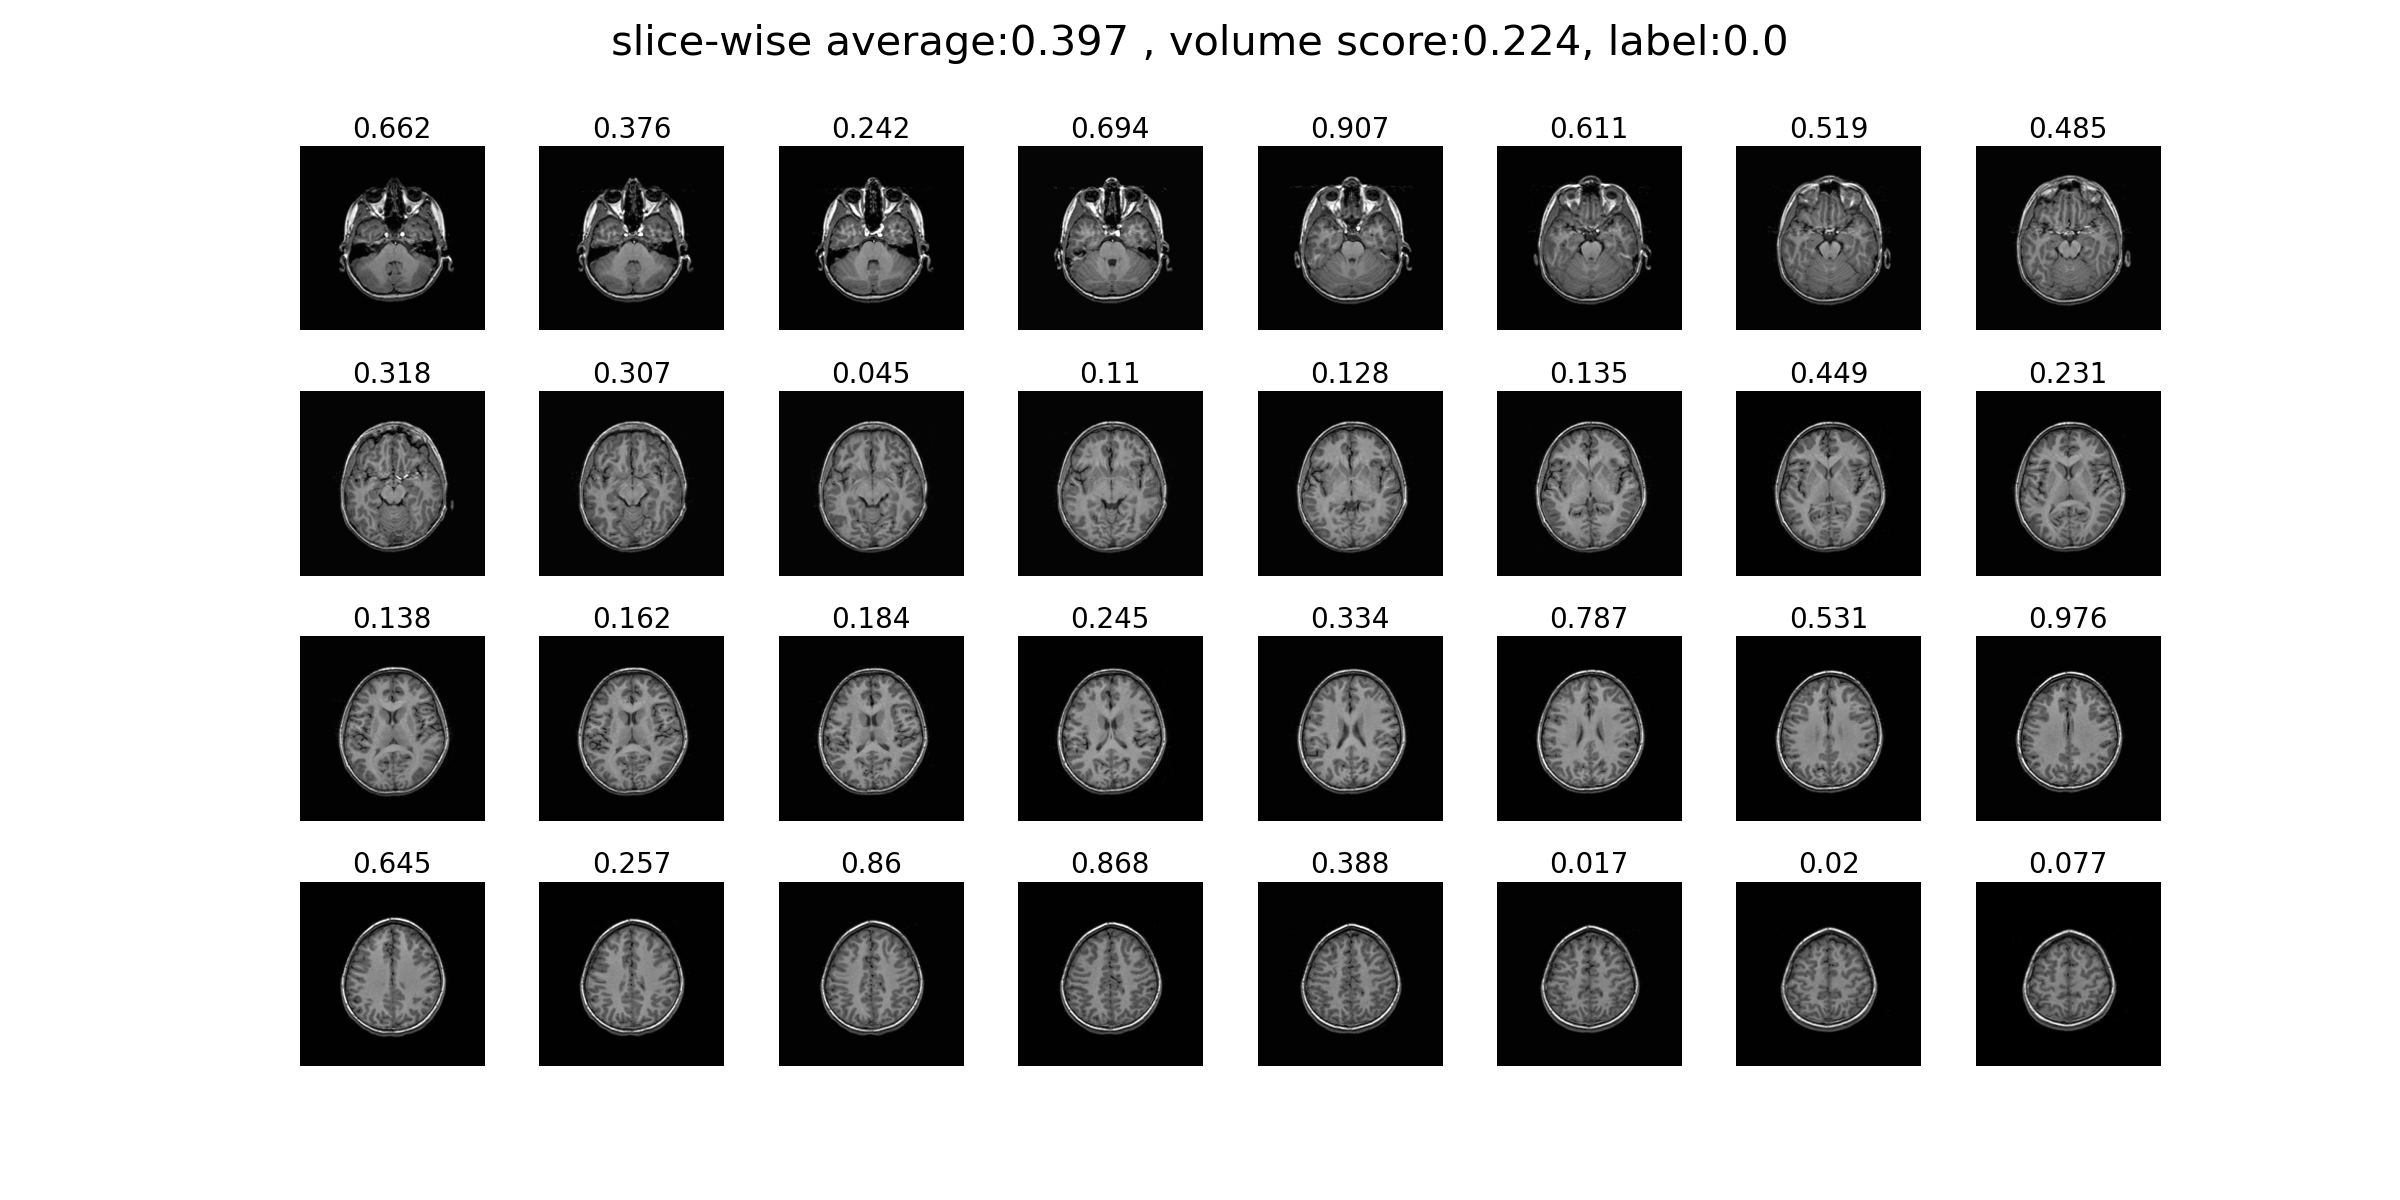 slice-wise average:0.397 , volume score:0.224, label:0.0
0.662 0.376 0.242 0.694 0.907 0.611 0.519 0.485
0.318 0.307 0.045 0.11 0.128 0.135 0.449 0.231
0.138 0.162 0.184 0.245 0.334 0.787 0.531 0.976
0.645 0.257 0.86 0.868 0.388 0.017 0.02 0.077